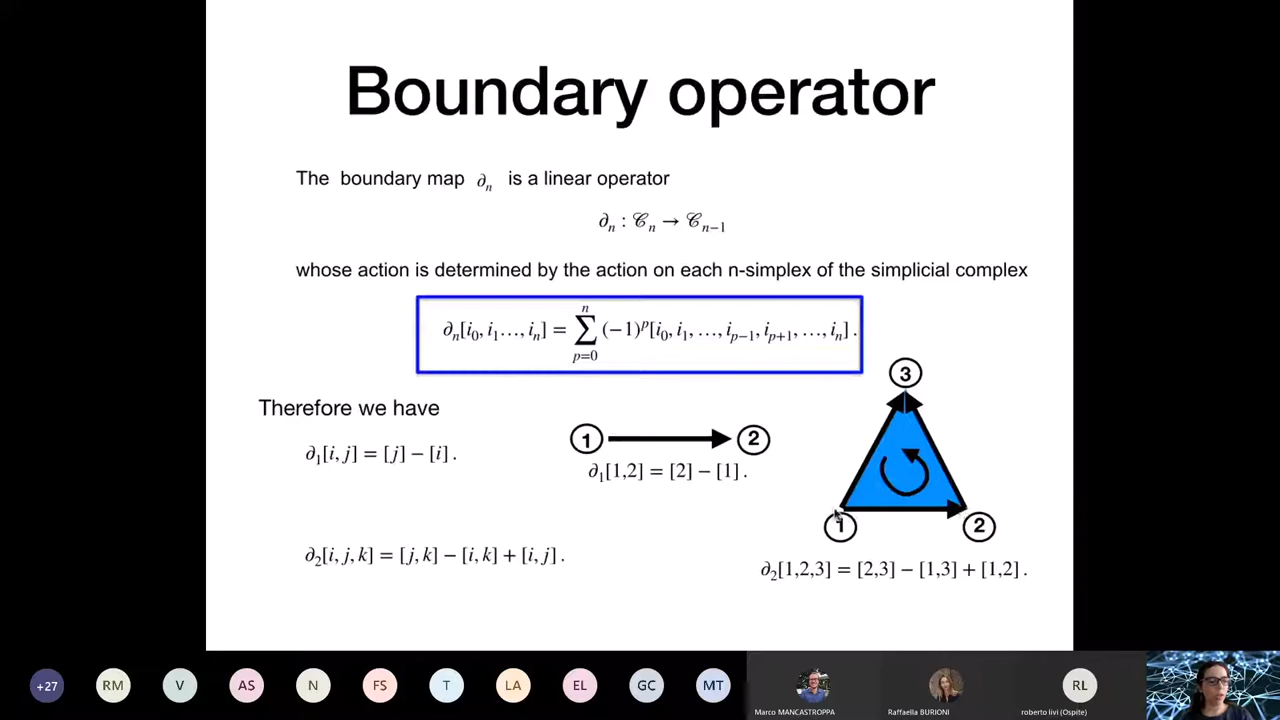 Boundary operator
The boundary map ∂ₙ is a linear operator
∂ₙ : 𝒞ₙ → 𝒞ₙ₋₁
whose action is determined by the action on each n-simplex of the simplicial complex
∂ₙ[i₀, i₁…, iₙ] = ∑ₚ₌₀ⁿ (−1)ᵖ[i₀, i₁, …, iₚ₋₁, iₚ₊₁, …, iₙ] .
3
Therefore we have
1 2
∂₁[i, j] = [j] − [i] .
∂₁[1,2] = [2] − [1] .
1 2
∂₂[i, j, k] = [j, k] − [i, k] + [i, j] .
∂₂[1,2,3] = [2,3] − [1,3] + [1,2] .
+27 RM V AS N FS T LA EL GC MT RL
Marco MANCASTROPPA Raffaella BURIONI roberto livi (Ospite)